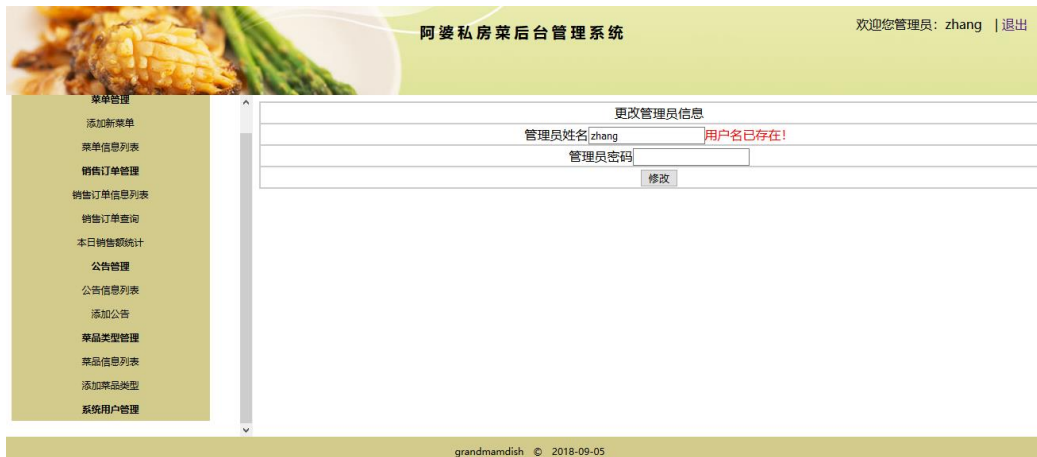 阿婆私房菜后台管理系统
欢迎您管理员：zhang |退出
菜单管理
添加新菜单
菜单信息列表
销售订单管理
销售订单信息列表
销售订单查询
本日销售额统计
公告管理
公告信息列表
添加公告
菜品类型管理
菜品信息列表
添加菜品类型
系统用户管理
更改管理员信息
管理员姓名 zhang 用户名已存在！
管理员密码
修改
grandmamdish © 2018-09-05